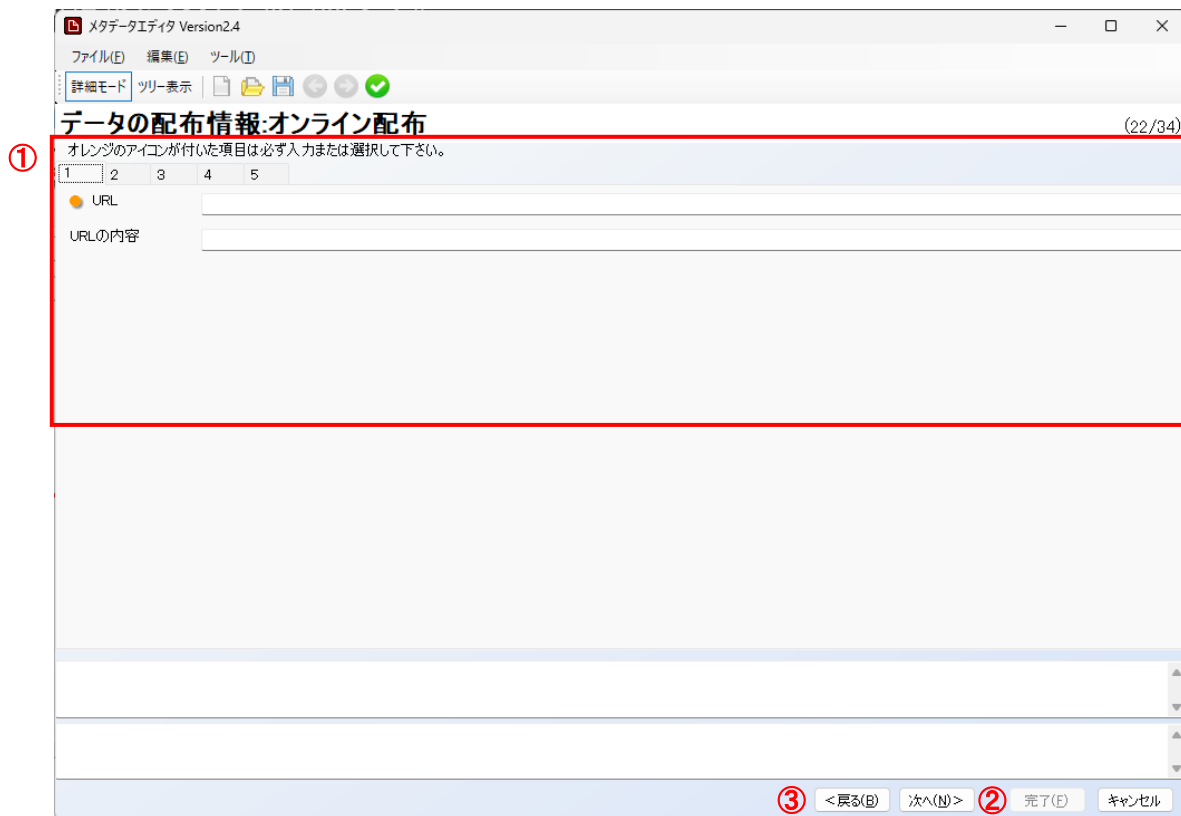 メタデータエディタ Version2.4
ファイル(F) 編集(E) ツール(T)
詳細モード ツリー表示
データの配布情報:オンライン配布 (22/34)
① オレンジのアイコンが付いた項目は必ず入力または選択して下さい。
1 2 3 4 5
URL
URLの内容
③ <戻る(B) 次へ(N)> ② 完了(F) キャンセル